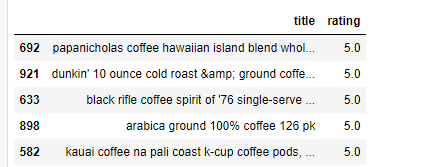 title rating
692 papanicholas coffee hawaiian island blend whol... 5.0
921 dunkin' 10 ounce cold roast &amp; ground coffe... 5.0
633 black rifle coffee spirit of '76 single-serve ... 5.0
898 arabica ground 100% coffee 126 pk 5.0
582 kauai coffee na pali coast k-cup coffee pods, ... 5.0